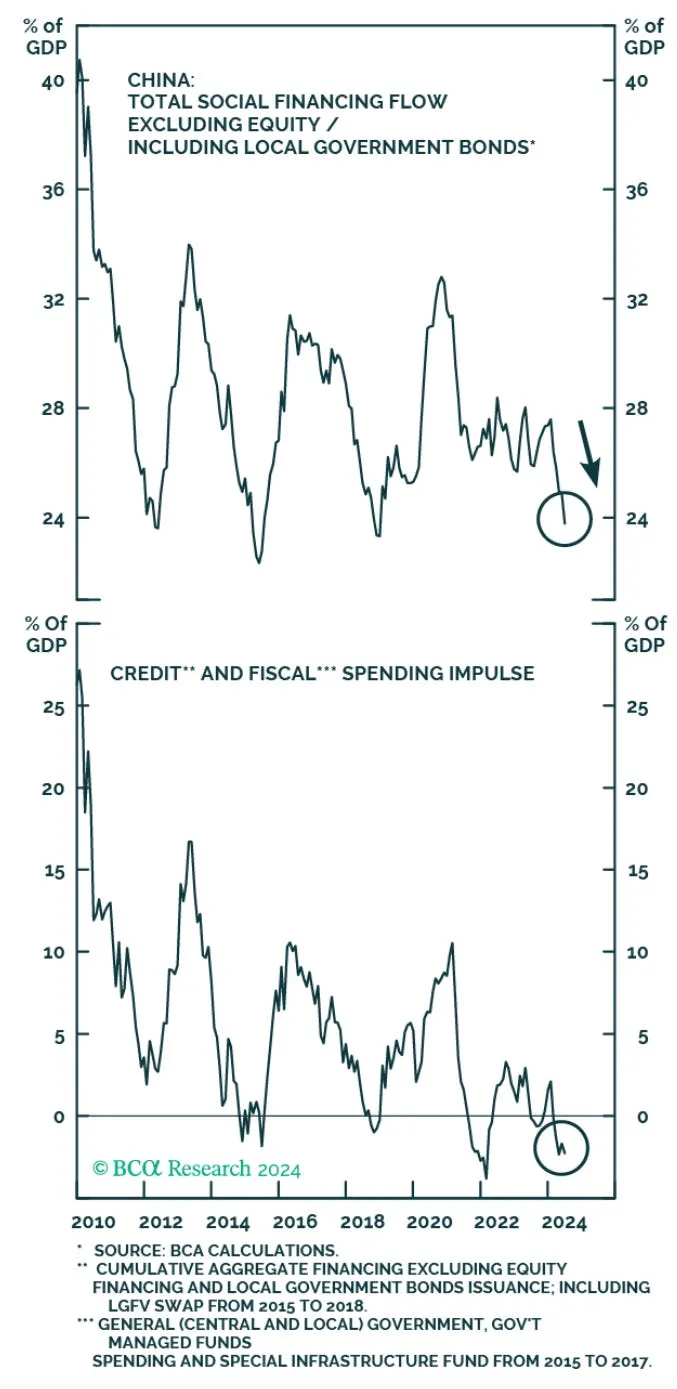 % of
GDP
% of
GDP
40
40
CHINA:
TOTAL SOCIAL FINANCING FLOW
EXCLUDING EQUITY /
INCLUDING LOCAL GOVERNMENT BONDS*
36
36
32
32
28
28
24
24
% Of
GDP
% Of
GDP
CREDIT** AND FISCAL*** SPENDING IMPULSE
25
25
20
20
15
15
10
10
5
5
0
0
© BCα Research 2024
2010 2012 2014 2016 2018 2020 2022 2024
* SOURCE: BCA CALCULATIONS.
** CUMULATIVE AGGREGATE FINANCING EXCLUDING EQUITY
FINANCING AND LOCAL GOVERNMENT BONDS ISSUANCE; INCLUDING
LGFV SWAP FROM 2015 TO 2018.
*** GENERAL (CENTRAL AND LOCAL) GOVERNMENT, GOV'T
MANAGED FUNDS
SPENDING AND SPECIAL INFRASTRUCTURE FUND FROM 2015 TO 2017.